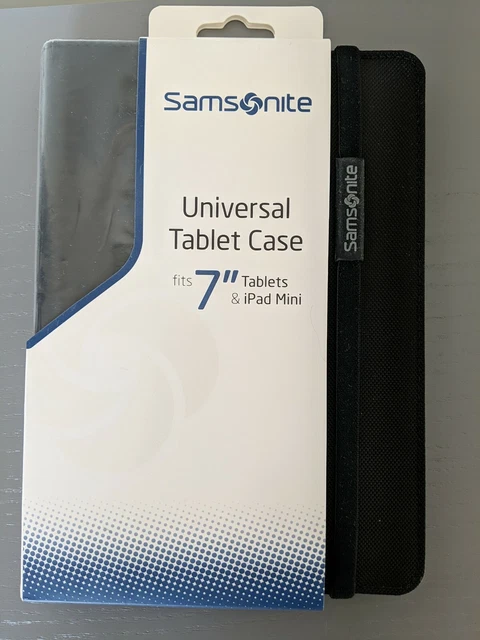 Samsonite
Universal
Tablet Case
fits 7" Tablets
& iPad Mini
Samsonite